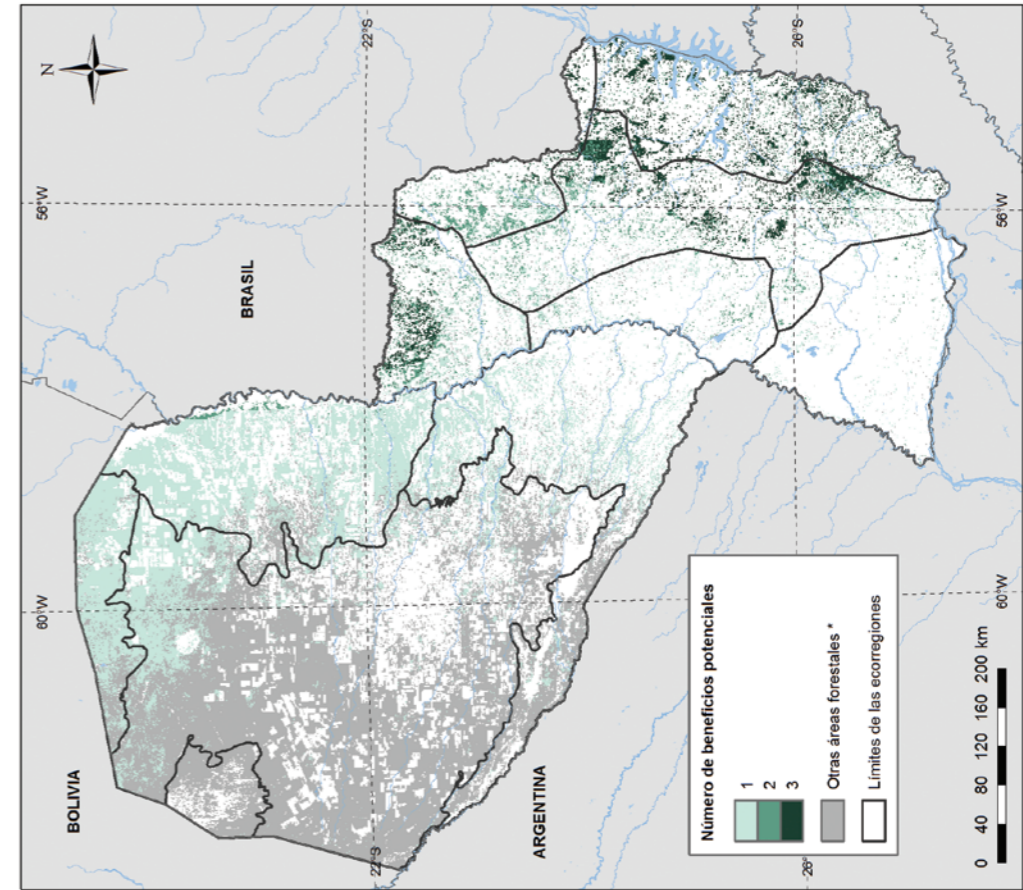 N
56°W
22°S
26°S
BRASIL
60°W
56°W
BOLIVIA
ARGENTINA
22°S
60°W
26°
Número de beneficios potenciales
1
2
3
Otras áreas forestales *
Límites de las ecorregiones
0 40 80 120 160 200 km